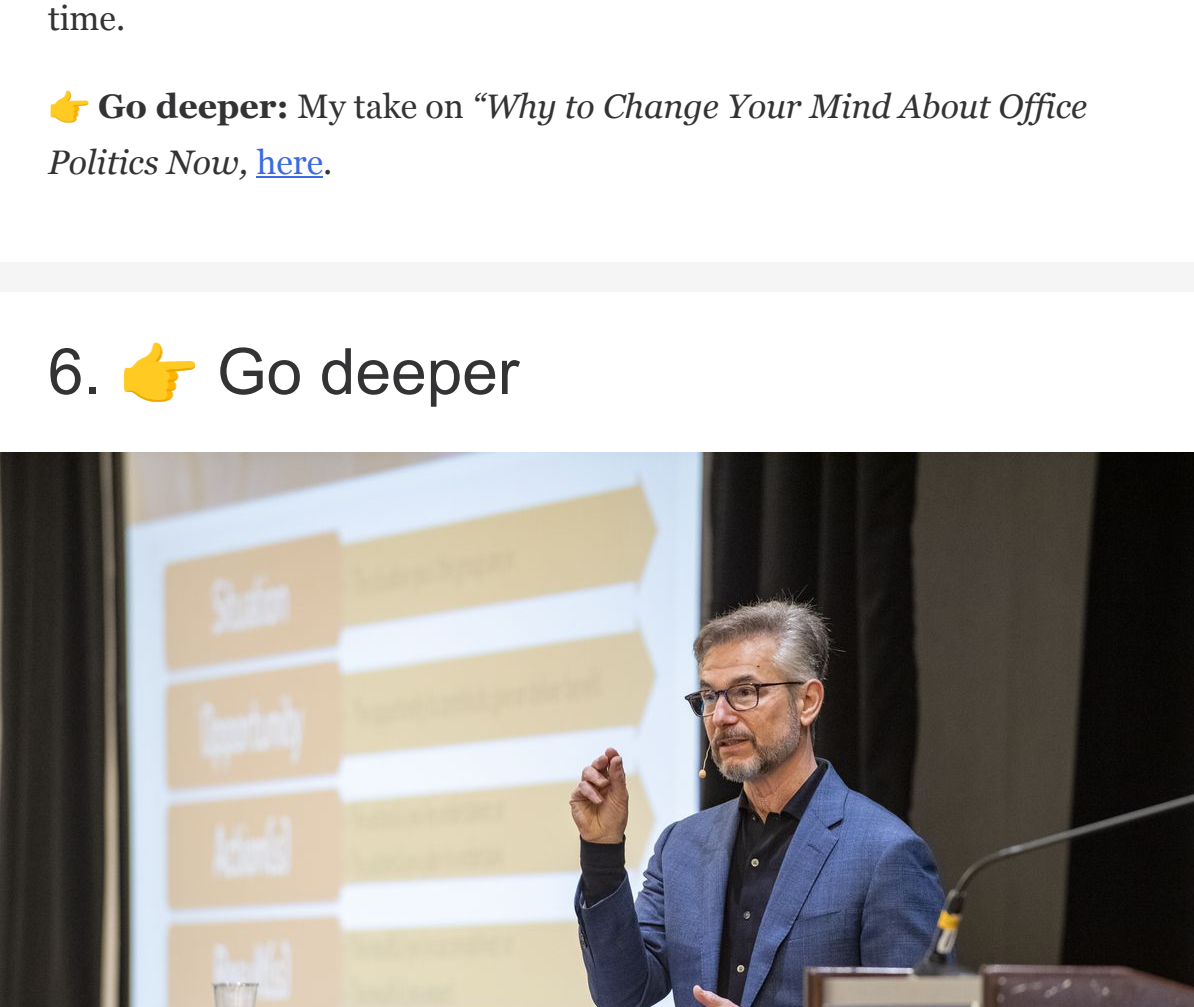 time.
👉 Go deeper: My take on “Why to Change Your Mind About Office
Politics Now, here.
6. 👉 Go deeper
Situation
Opportunity
Action(s)
Result(s)